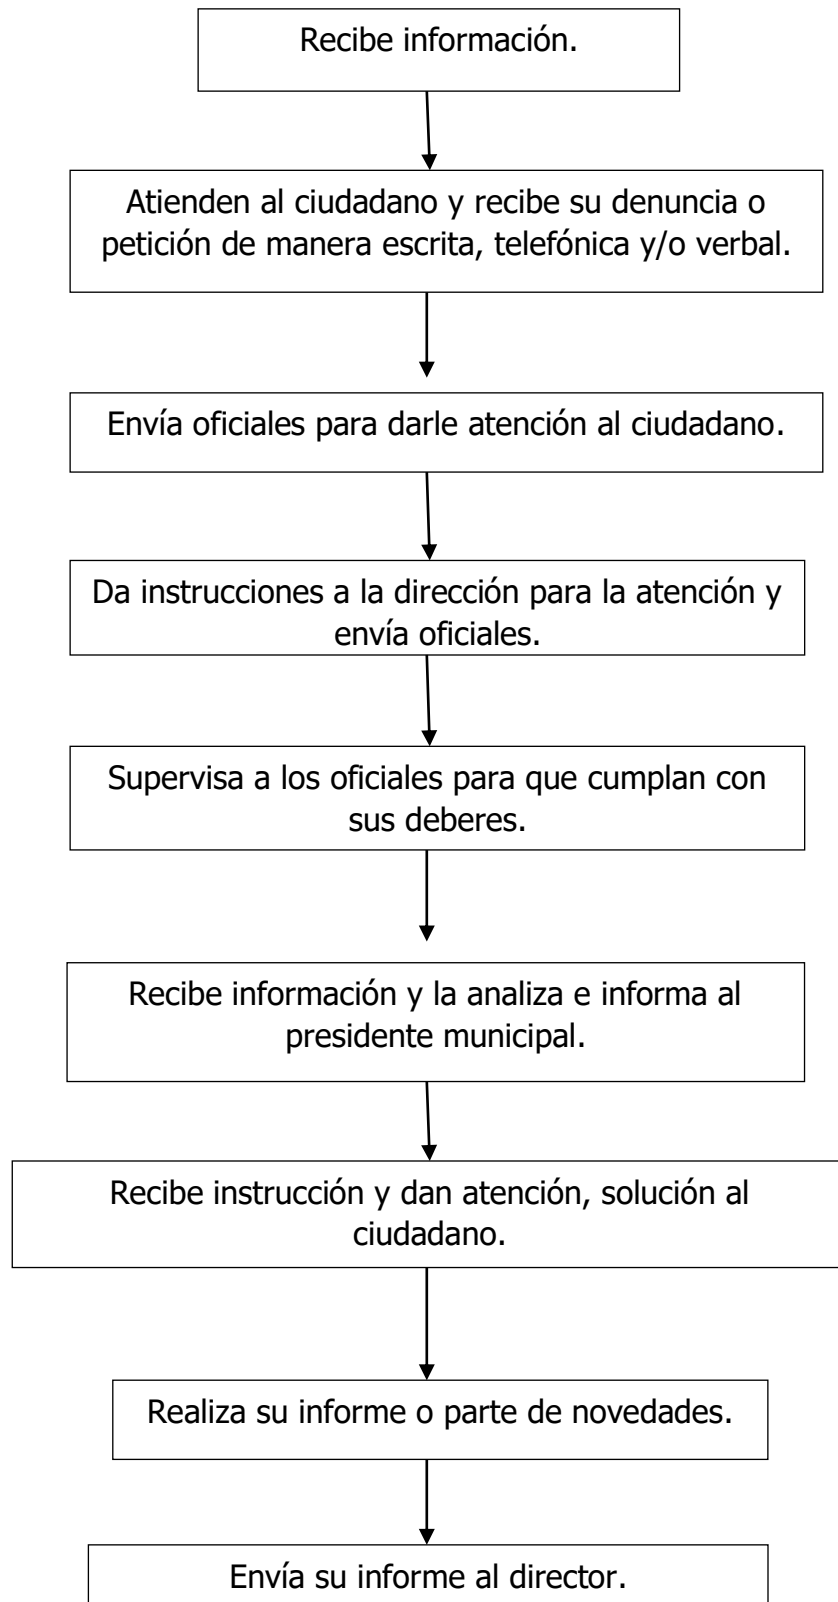 Recibe información.
Atienden al ciudadano y recibe su denuncia o
petición de manera escrita, telefónica y/o verbal.
Envía oficiales para darle atención al ciudadano.
Da instrucciones a la dirección para la atención y
envía oficiales.
Supervisa a los oficiales para que cumplan con
sus deberes.
Recibe información y la analiza e informa al
presidente municipal.
Recibe instrucción y dan atención, solución al
ciudadano.
Realiza su informe o parte de novedades.
Envía su informe al director.